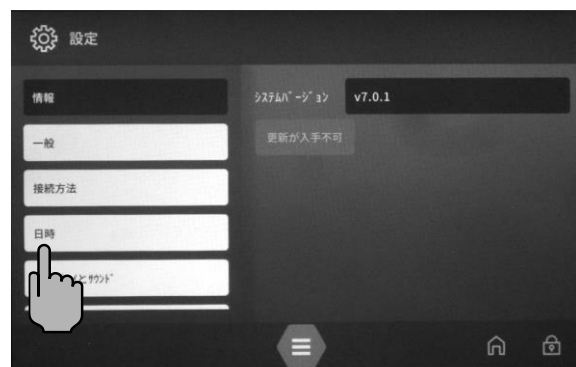 設定
情報
システムバージョン v7.0.1
更新が入手不可
一般
接続方法
日時
とサウンド